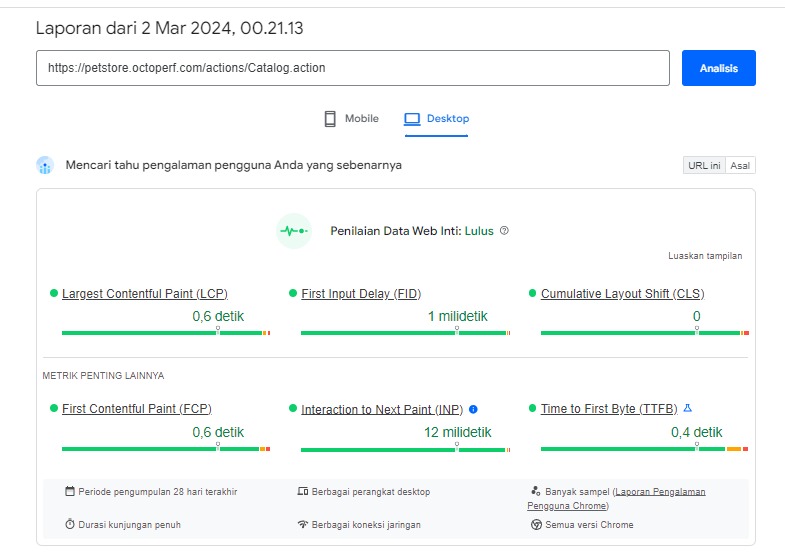 Laporan dari 2 Mar 2024, 00.21.13
https://petstore.octoperf.com/actions/Catalog.action
Analisis
Mobile
Desktop
Mencari tahu pengalaman pengguna Anda yang sebenarnya
URL ini
Asal
Penilaian Data Web Inti: Lulus
Luaskan tampilan
Largest Contentful Paint (LCP)
0,6 detik
First Input Delay (FID)
1 milidetik
Cumulative Layout Shift (CLS)
0
METRIK PENTING LAINNYA
First Contentful Paint (FCP)
0,6 detik
Interaction to Next Paint (INP)
12 milidetik
Time to First Byte (TTFB)
0,4 detik
Periode pengumpulan 28 hari terakhir
Berbagai perangkat desktop
Banyak sampel (Laporan Pengalaman
Pengguna Chrome)
Durasi kunjungan penuh
Berbagai koneksi jaringan
Semua versi Chrome